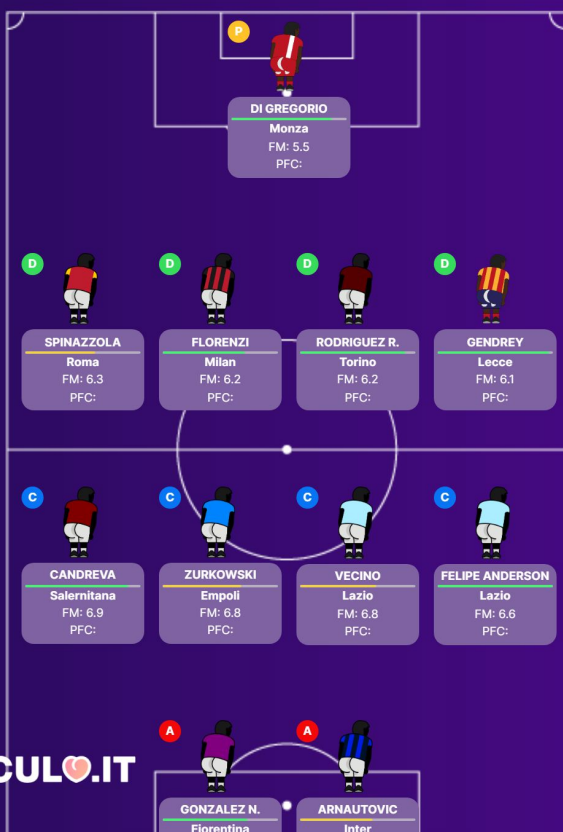 P
DI GREGORIO
Monza
FM: 5.5
PFC:
D
D
D
D
SPINAZZOLA
Roma
FM: 6.3
PFC:
FLORENZI
Milan
FM: 6.2
PFC:
RODRIGUEZ R.
Torino
FM: 6.2
PFC:
GENDREY
Lecce
FM: 6.1
PFC:
C
C
C
C
CANDREVA
Salernitana
FM: 6.9
PFC:
ZURKOWSKI
Empoli
FM: 6.8
PFC:
VECINO
Lazio
FM: 6.8
PFC:
FELIPE ANDERSON
Lazio
FM: 6.6
PFC:
A
A
CULO.IT
GONZALEZ N.
Fiorentina
ARNAUTOVIC
Inter